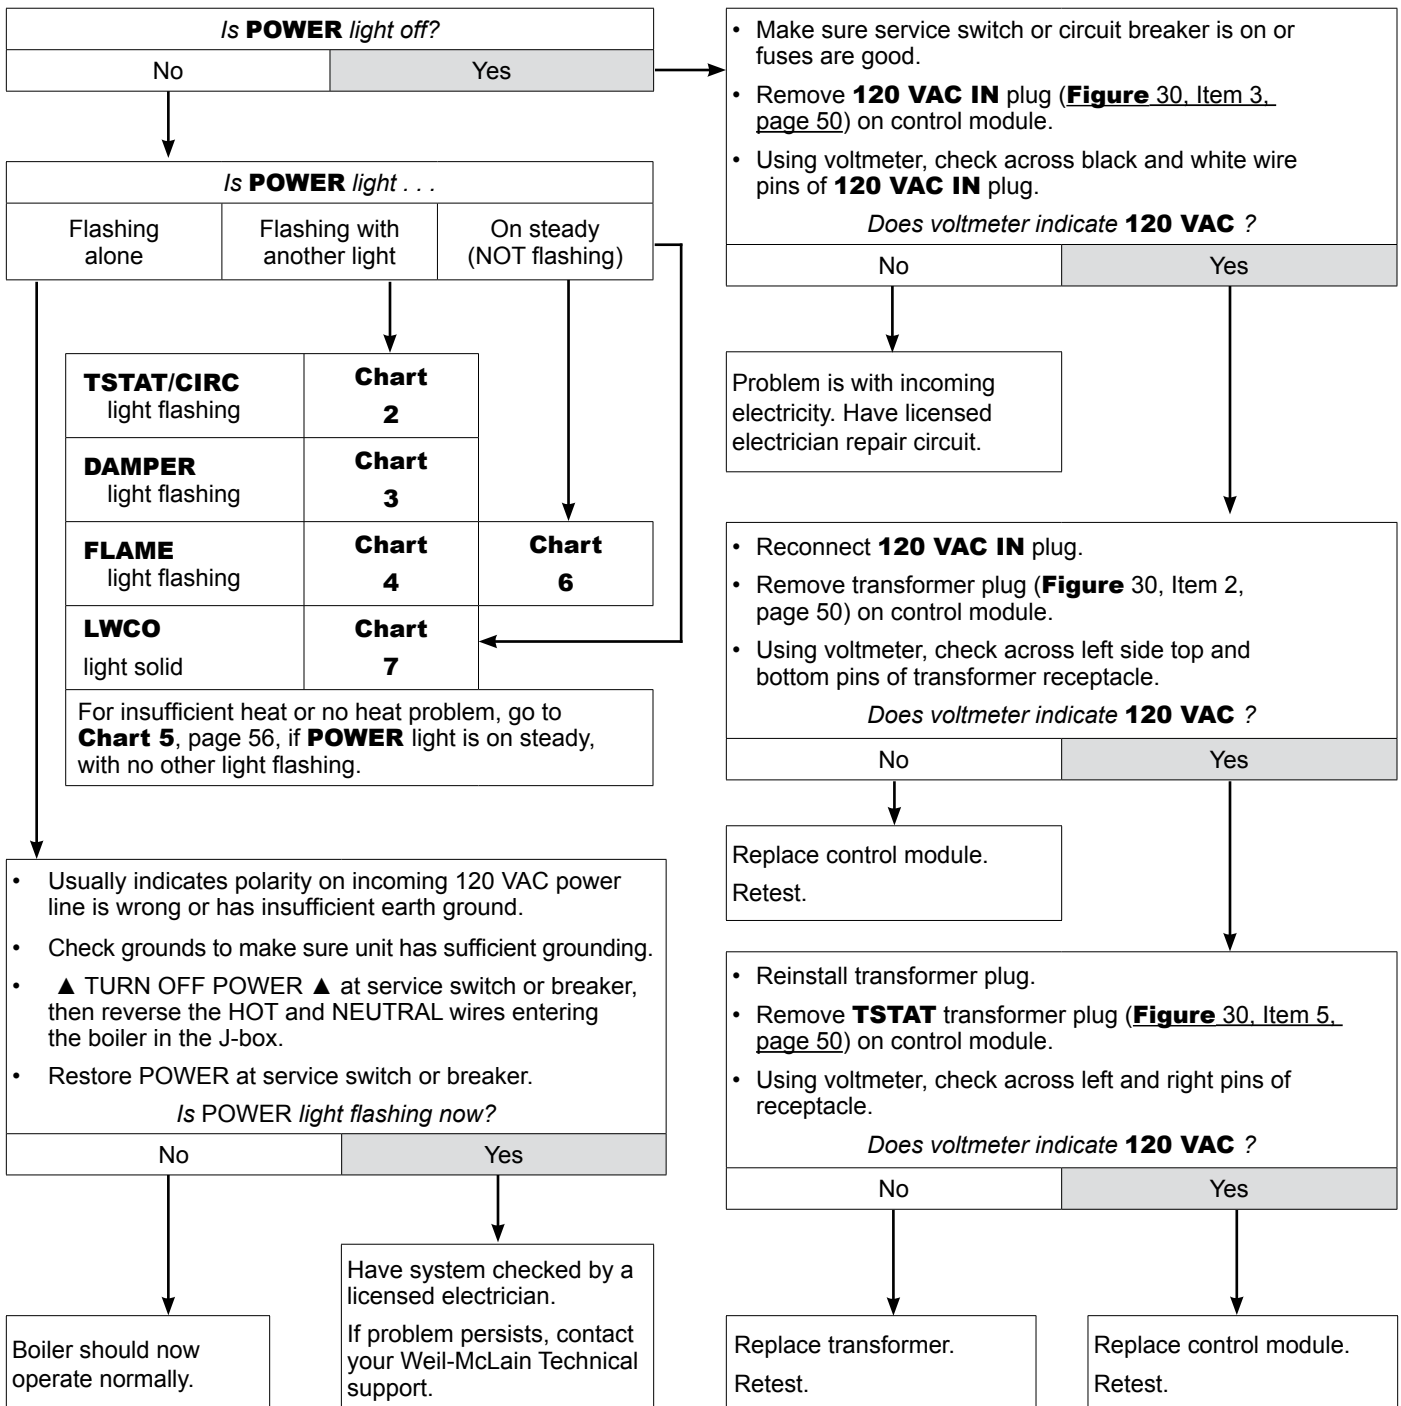 Is POWER light off?
No
Yes
Is POWER light . . .
Flashing
alone
Flashing with
another light
On steady
(NOT flashing)
TSTAT/CIRC
light flashing
Chart
2
DAMPER
light flashing
Chart
3
FLAME
light flashing
Chart
4
Chart
6
LWCO
light solid
Chart
7
For insufficient heat or no heat problem, go to
Chart 5, page 56, if POWER light is on steady,
with no other light flashing.
• Usually indicates polarity on incoming 120 VAC power
line is wrong or has insufficient earth ground.
• Check grounds to make sure unit has sufficient grounding.
• ▲ TURN OFF POWER ▲ at service switch or breaker,
then reverse the HOT and NEUTRAL wires entering
the boiler in the J-box.
• Restore POWER at service switch or breaker.
Is POWER light flashing now?
No
Yes
Boiler should now
operate normally.
Have system checked by a
licensed electrician.
If problem persists, contact
your Weil-McLain Technical
support.
• Make sure service switch or circuit breaker is on or
fuses are good.
• Remove 120 VAC IN plug (Figure 30, Item 3,
page 50) on control module.
• Using voltmeter, check across black and white wire
pins of 120 VAC IN plug.
Does voltmeter indicate 120 VAC ?
No
Yes
Problem is with incoming
electricity. Have licensed
electrician repair circuit.
• Reconnect 120 VAC IN plug.
• Remove transformer plug (Figure 30, Item 2,
page 50) on control module.
• Using voltmeter, check across left side top and
bottom pins of transformer receptacle.
Does voltmeter indicate 120 VAC ?
No
Yes
Replace control module.
Retest.
• Reinstall transformer plug.
• Remove TSTAT transformer plug (Figure 30, Item 5,
page 50) on control module.
• Using voltmeter, check across left and right pins of
receptacle.
Does voltmeter indicate 120 VAC ?
No
Yes
Replace transformer.
Retest.
Replace control module.
Retest.